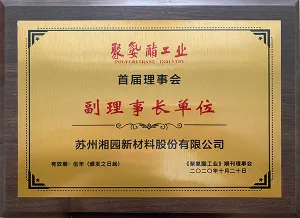 聚氨酯工业
POLYURETHANE INDUSTRY
首届理事会
副理事长单位
苏州湘园新材料股份有限公司
有效期:伍年(颁发之日起)
《聚氨酯工业》期刊理事会
二〇二〇年十月二十日